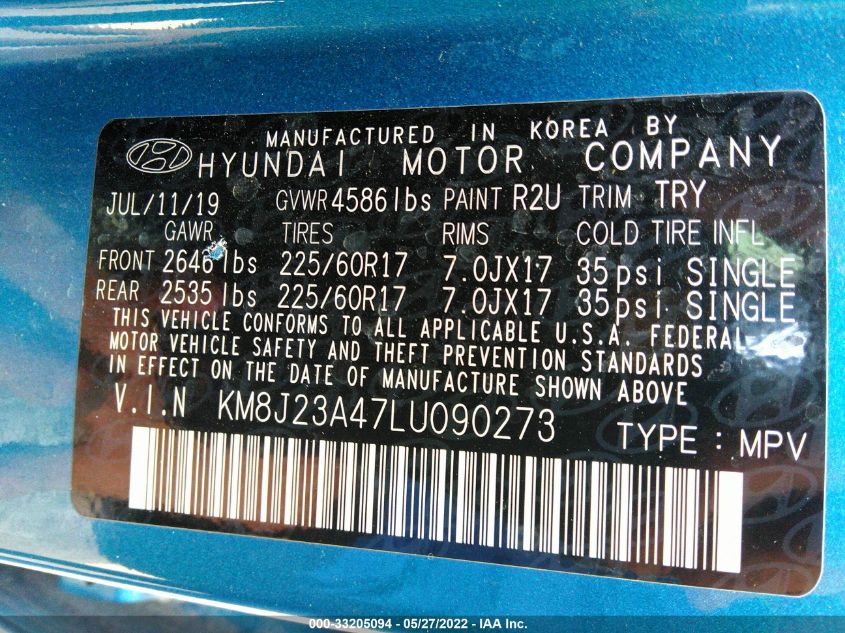 MANUFACTURED IN KOREA BY
HYUNDAI MOTOR COMPANY
JUL/11/19 GVWR 4586lbs PAINT R2U TRIM TRY
GAWR TIRES RIMS COLD TIRE INFL
FRONT 2646 lbs 225/60R17 7.0JX17 35psi SINGLE
REAR 2535 lbs 225/60R17 7.0JX17 35psi SINGLE
THIS VEHICLE CONFORMS TO ALL APPLICABLE U.S.A. FEDERAL
MOTOR VEHICLE SAFETY AND THEFT PREVENTION STANDARDS
IN EFFECT ON THE DATE OF MANUFACTURE SHOWN ABOVE
V.I.N KM8J23A47LU090273
TYPE : MPV
000-33205094 - 05/27/2022 - IAA Inc.